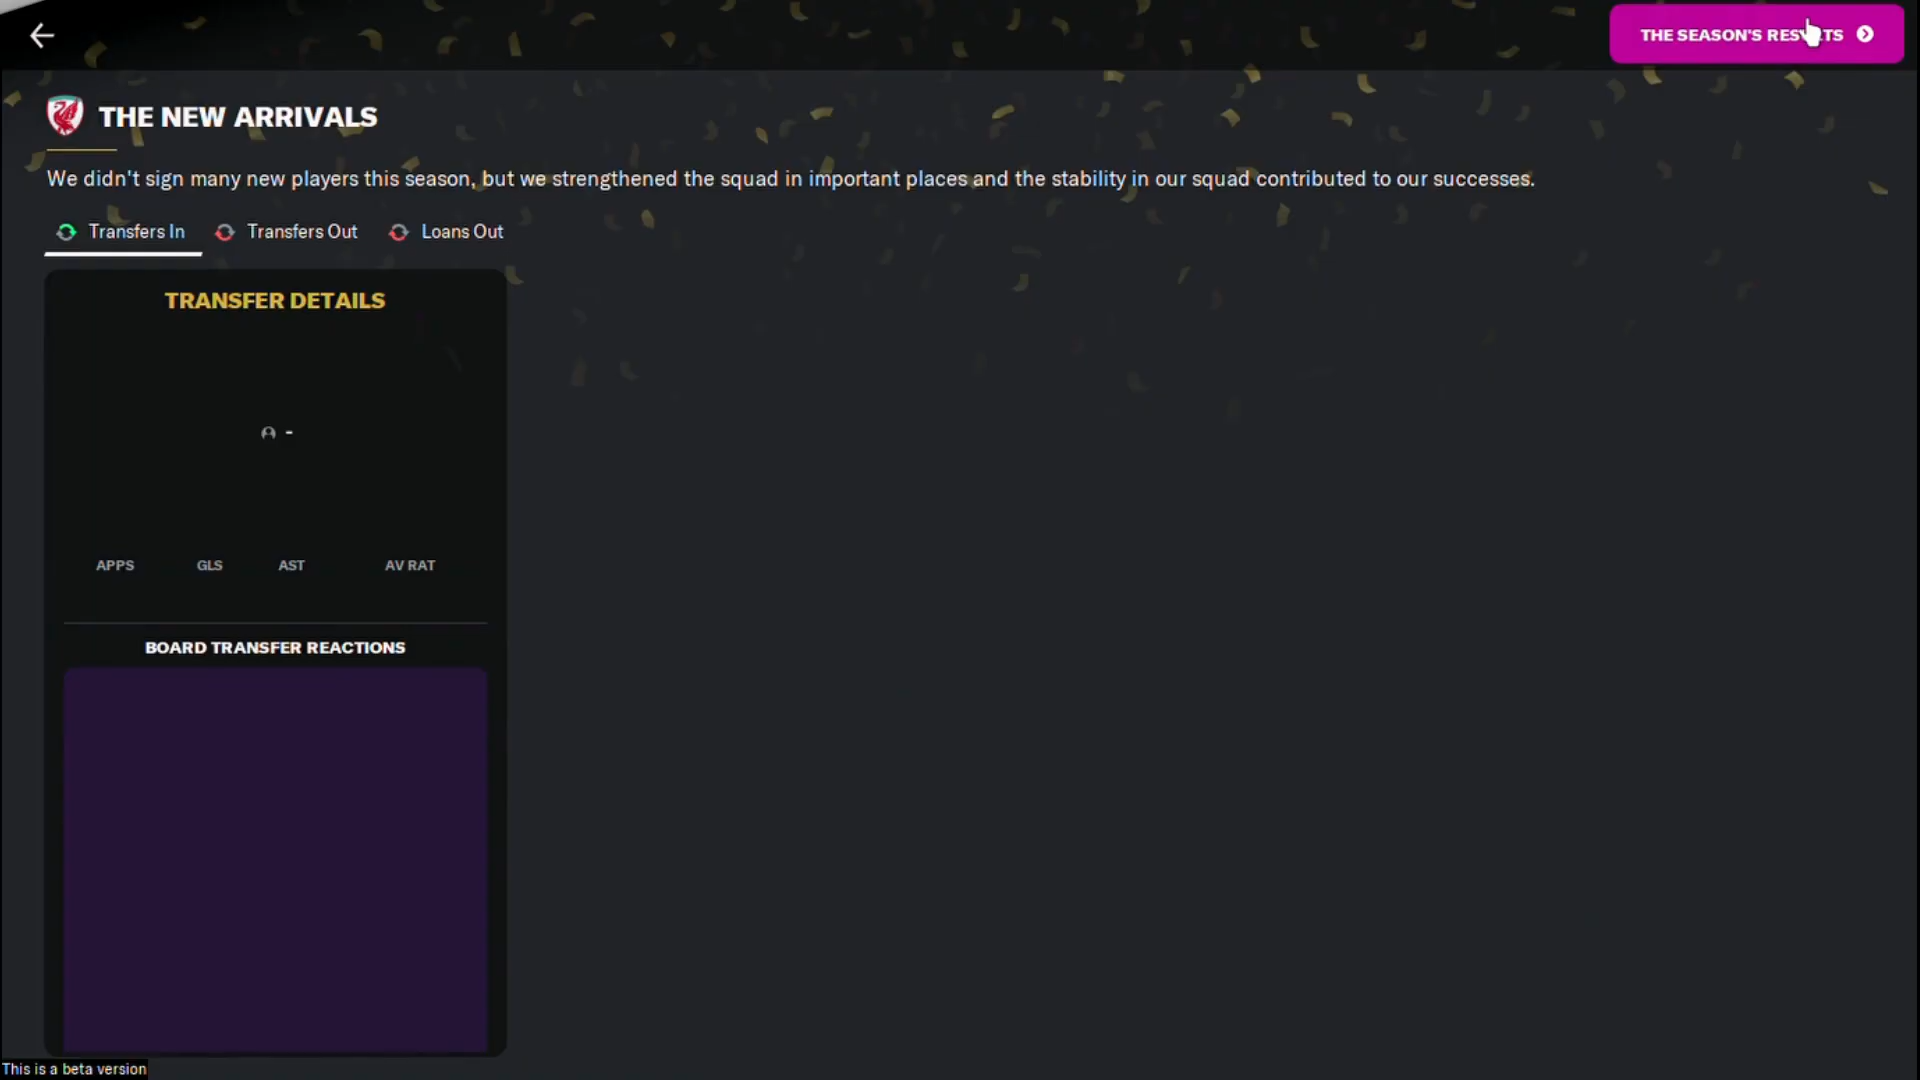 THE SEASON'S RESULTS
THE NEW ARRIVALS
We didn't sign many new players this season, but we strengthened the squad in important places and the stability in our squad contributed to our successes.
Transfers In Transfers Out Loans Out
TRANSFER DETAILS
-
APPS GLS AST AV RAT
BOARD TRANSFER REACTIONS
This is a beta version